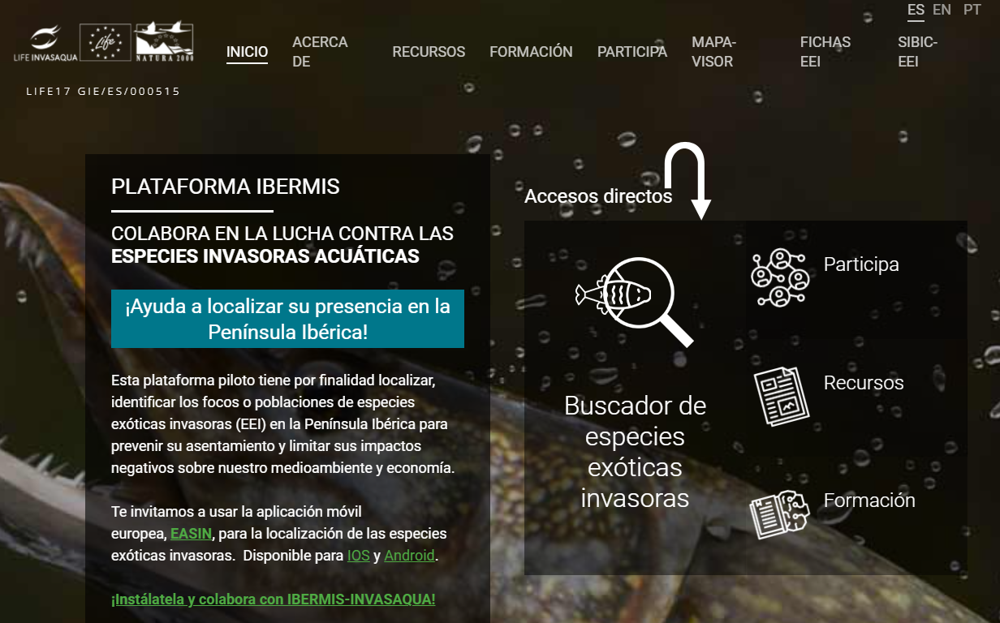 ES EN PT
LIFE INVASAQUA
Life
NATURA 2000
INICIO
ACERCA
DE
RECURSOS
FORMACIÓN
PARTICIPA
MAPA-
VISOR
FICHAS
EEI
SIBIC-
EEI
LIFE17 GIE/ES/000515
PLATAFORMA IBERMIS
COLABORA EN LA LUCHA CONTRA LAS
ESPECIES INVASORAS ACUÁTICAS
¡Ayuda a localizar su presencia en la
Península Ibérica!
Esta plataforma piloto tiene por finalidad localizar,
identificar los focos o poblaciones de especies
exóticas invasoras (EEI) en la Península Ibérica para
prevenir su asentamiento y limitar sus impactos
negativos sobre nuestro medioambiente y economía.
Te invitamos a usar la aplicación móvil
europea, EASIN, para la localización de las especies
exóticas invasoras. Disponible para IOS y Android.
¡Instálatela y colabora con IBERMIS-INVASAQUA!
Accesos directos
Buscador de
especies
exóticas
invasoras
Participa
Recursos
Formación